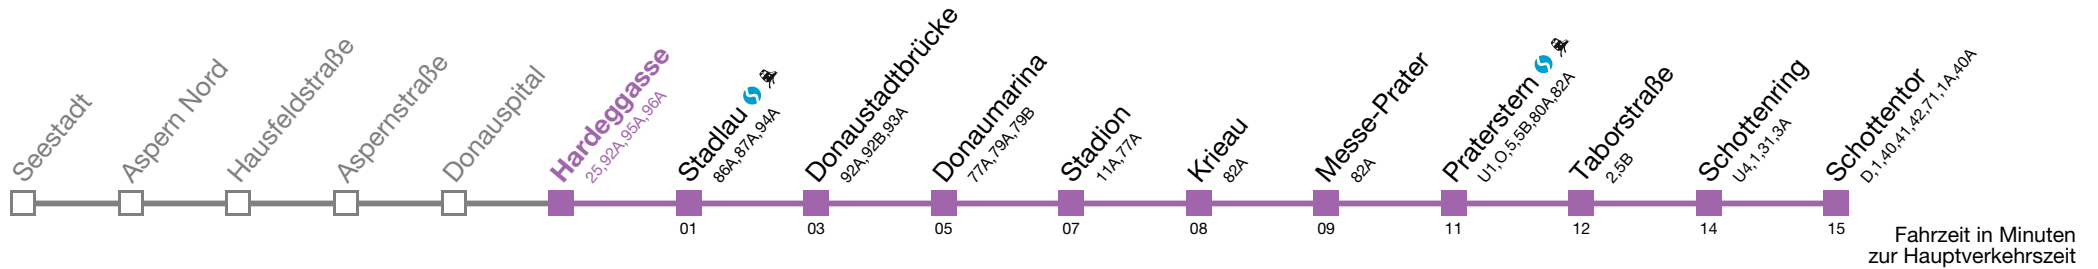 Seestadt
Aspern Nord
Hausfeldstraße
Aspernstraße
Donauspital
Hardeggasse
25,92A,95A,96A
Stadlau
86A,87A,94A
Donaustadtbrücke
92A,92B,93A
Donaumarina
77A,79A,79B
Stadion
11A,77A
Krieau
82A
Messe-Prater
82A
Praterstern
U1,O,5,5B,80A,82A
Taborstraße
2,5B
Schottenring
U4,1,31,3A
Schottentor
D,1,40,41,42,71,1A,40A
01 03 05 07 08 09 11 12 14 15
Fahrzeit in Minuten
zur Hauptverkehrszeit